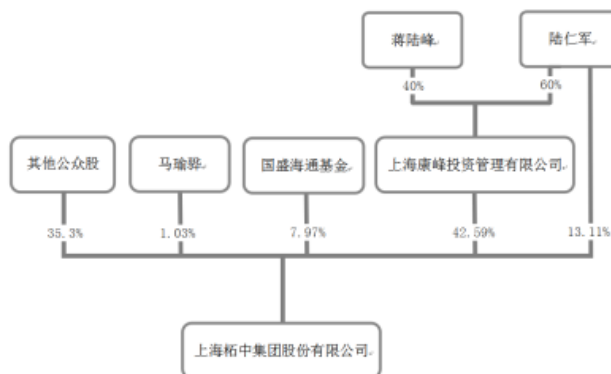 蒋陆峰
陆仁军
40%
60%
其他公众股
马瑜骅
国盛海通基金
上海康峰投资管理有限公司
35.3%
1.03%
7.97%
42.59%
13.11%
上海柘中集团股份有限公司